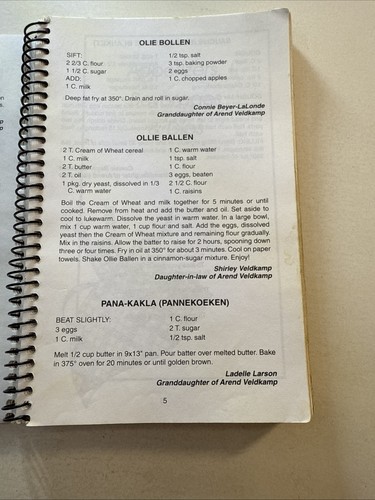 OLIE BOLLEN
SIFT: 1/2 tsp. salt
2 2/3 C. flour 3 tsp. baking powder
1 1/2 C. sugar 2 eggs
ADD: 1 C. chopped apples
1 C. milk
Deep fat fry at 350°. Drain and roll in sugar.
Connie Beyer-LaLonde
Granddaughter of Arend Veldkamp
OLLIE BALLEN
2 T. Cream of Wheat cereal 1 C. warm water
1 C. milk 1 tsp. salt
2 T. butter 1 C. flour
2 T. oil 3 eggs, beaten
1 pkg. dry yeast, dissolved in 1/3 2 1/2 C. flour
C. warm water 1 C. raisins
Boil the Cream of Wheat and milk together for 5 minutes or until
cooked. Remove from heat and add the butter and oil. Set aside to
cool to lukewarm. Dissolve the yeast in warm water. In a large bowl,
mix 1 cup warm water, 1 cup flour and salt. Add the eggs, dissolved
yeast then the Cream of Wheat mixture and remaining flour gradually.
Mix in the raisins. Allow the batter to raise for 2 hours, spooning down
three or four times. Fry in oil at 350° for about 3 minutes. Cool on paper
towels. Shake Ollie Ballen in a cinnamon-sugar mixture. Enjoy!
Shirley Veldkamp
Daughter-in-law of Arend Veldkamp
PANA-KAKLA (PANNEKOEKEN)
BEAT SLIGHTLY: 1 C. flour
3 eggs 2 T. sugar
1 C. milk 1/2 tsp. salt
Melt 1/2 cup butter in 9x13" pan. Pour batter over melted butter. Bake
in 375° oven for 20 minutes or until golden brown.
Ladelle Larson
Granddaughter of Arend Veldkamp
5